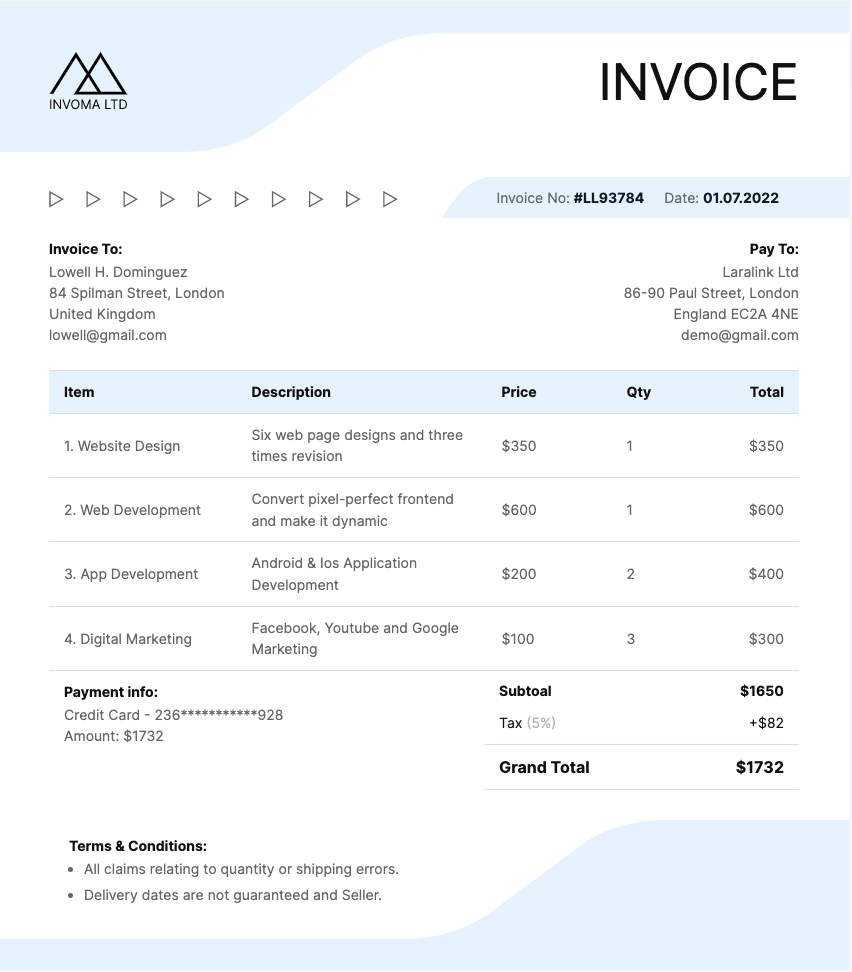 INVOMA LTD
INVOICE
Invoice No: #LL93784 Date: 01.07.2022
Invoice To:
Lowell H. Dominguez
84 Spilman Street, London
United Kingdom
lowell@gmail.com
Pay To:
Laralink Ltd
86-90 Paul Street, London
England EC2A 4NE
demo@gmail.com
Item Description Price Qty Total
1. Website Design Six web page designs and three times revision $350 1 $350
2. Web Development Convert pixel-perfect frontend and make it dynamic $600 1 $600
3. App Development Android & Ios Application Development $200 2 $400
4. Digital Marketing Facebook, Youtube and Google Marketing $100 3 $300
Payment info:
Credit Card - 236***********928
Amount: $1732
Subtoal $1650
Tax (5%) +$82
Grand Total $1732
Terms & Conditions:
All claims relating to quantity or shipping errors.
Delivery dates are not guaranteed and Seller.